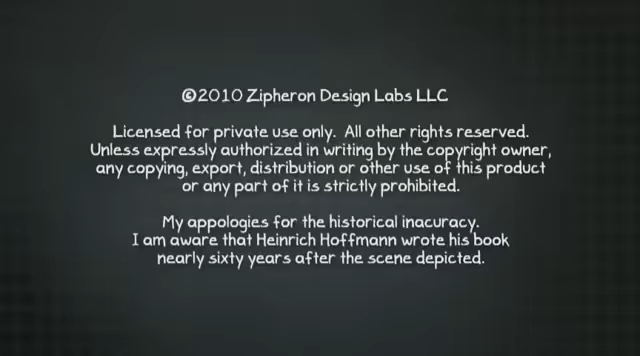 ©2010 Zipheron Design Labs LLC
Licensed for private use only. All other rights reserved.
Unless expressly authorized in writing by the copyright owner,
any copying, export, distribution or other use of this product
or any part of it is strictly prohibited.
My appologies for the historical inacuracy.
I am aware that Heinrich Hoffmann wrote his book
nearly sixty years after the scene depicted.